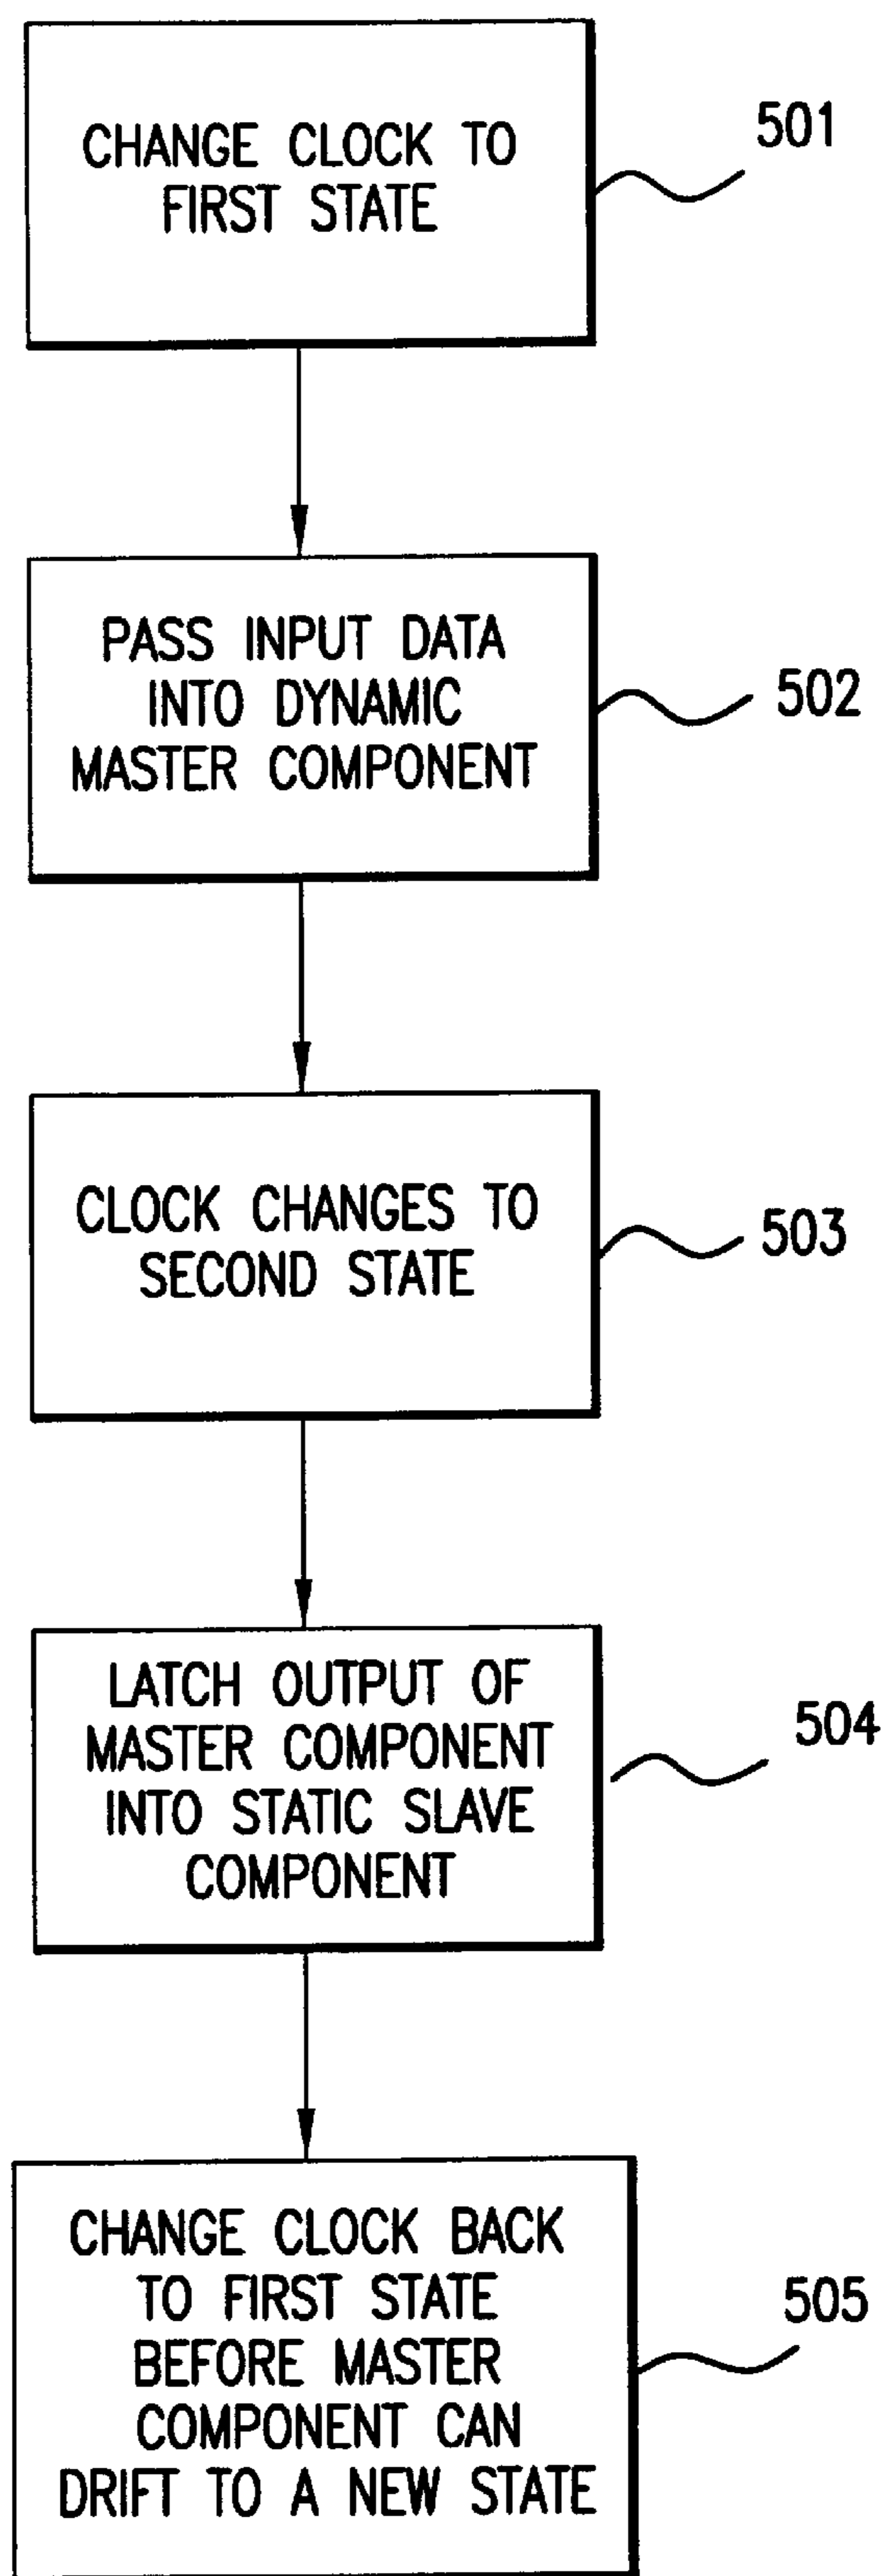 CHANGE CLOCK TO
FIRST STATE
501
PASS INPUT DATA
INTO DYNAMIC
MASTER COMPONENT
502
CLOCK CHANGES TO
SECOND STATE
503
LATCH OUTPUT OF
MASTER COMPONENT
INTO STATIC SLAVE
COMPONENT
504
CHANGE CLOCK BACK
TO FIRST STATE
BEFORE MASTER
COMPONENT CAN
DRIFT TO A NEW STATE
505